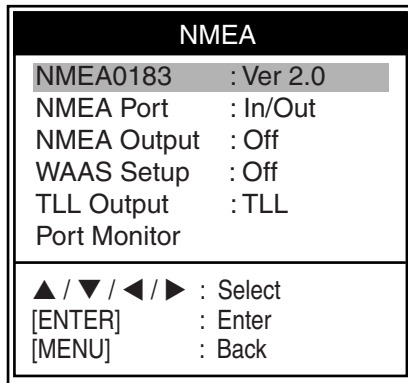 NMEA
NMEA0183 : Ver 2.0
NMEA Port : In/Out
NMEA Output : Off
WAAS Setup : Off
TLL Output : TLL
Port Monitor
▲ / ▼ / ◀ / ▶ : Select
[ENTER] : Enter
[MENU] : Back